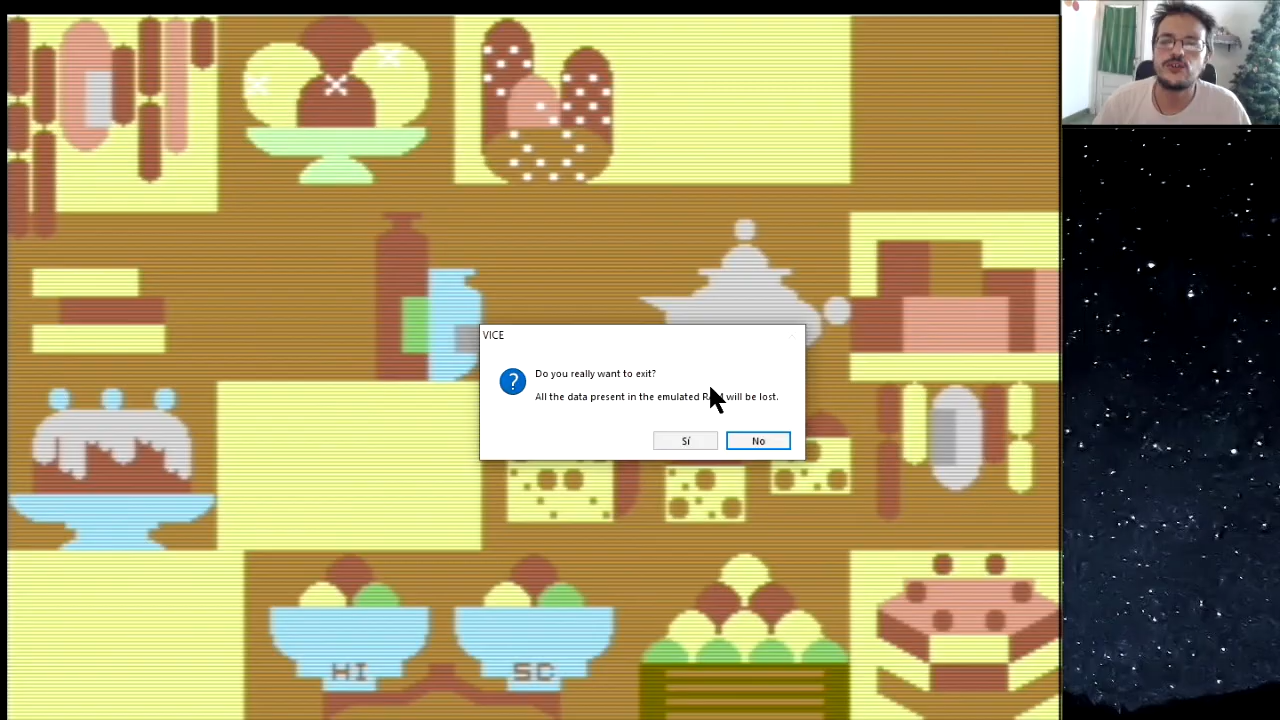 VICE
Do you really want to exit?
All the data present in the emulated will be lost.
Sí
No
HI
SC